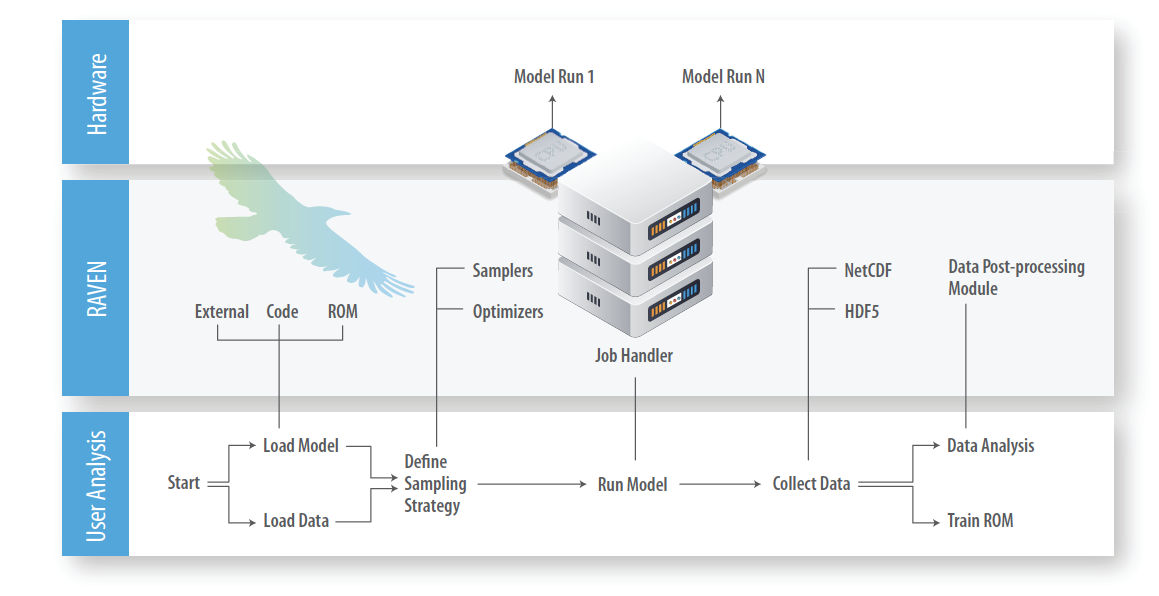 Hardware
Model Run 1
Model Run N
CPU
CPU
RAVEN
Samplers
Optimizers
NetCDF
HDF5
Data Post-processing
Module
External
Code
ROM
Job Handler
User Analysis
Start
Load Model
Load Data
Define
Sampling
Strategy
Run Model
Collect Data
Data Analysis
Train ROM